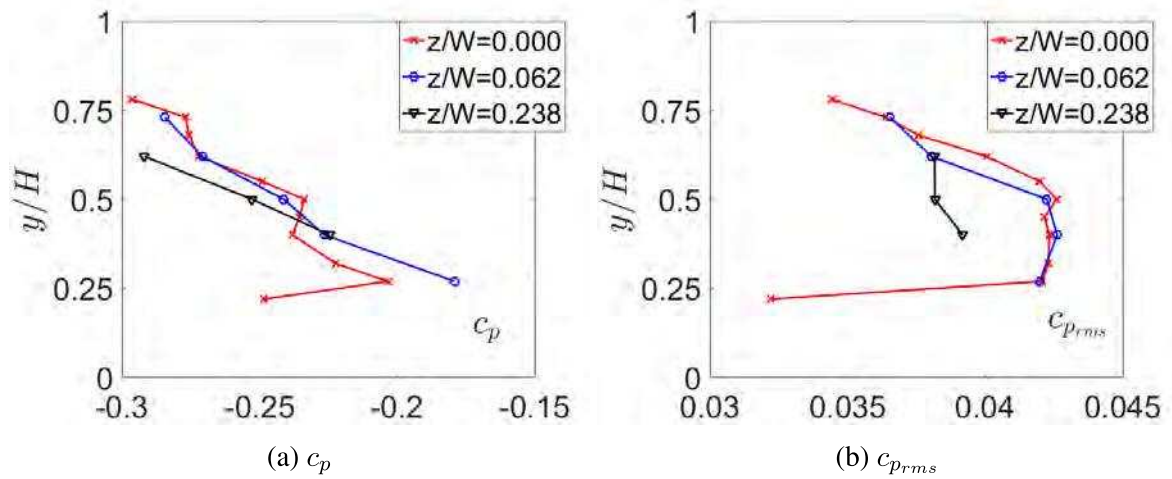 1
0.75
0.5
0.25
0
y/H
-0.3
-0.25
-0.2
-0.15
z/W=0.000
z/W=0.062
z/W=0.238
c_p
(a) c_p
1
0.75
0.5
0.25
0
y/H
0.03
0.035
0.04
0.045
z/W=0.000
z/W=0.062
z/W=0.238
c_{p_{rms}}
(b) c_{p_{rms}}